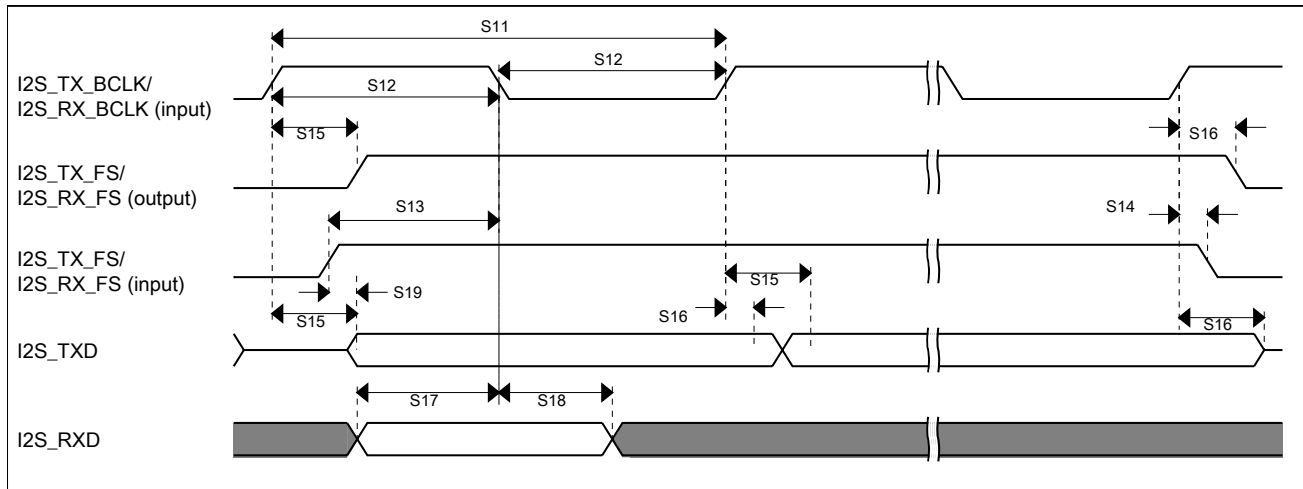 S11
S12
I2S_TX_BCLK/
I2S_RX_BCLK (input)
S12
S15
S16
I2S_TX_FS/
I2S_RX_FS (output)
S13
S14
I2S_TX_FS/
I2S_RX_FS (input)
S15
S19
S15
S16
S16
I2S_TXD
S17
S18
I2S_RXD